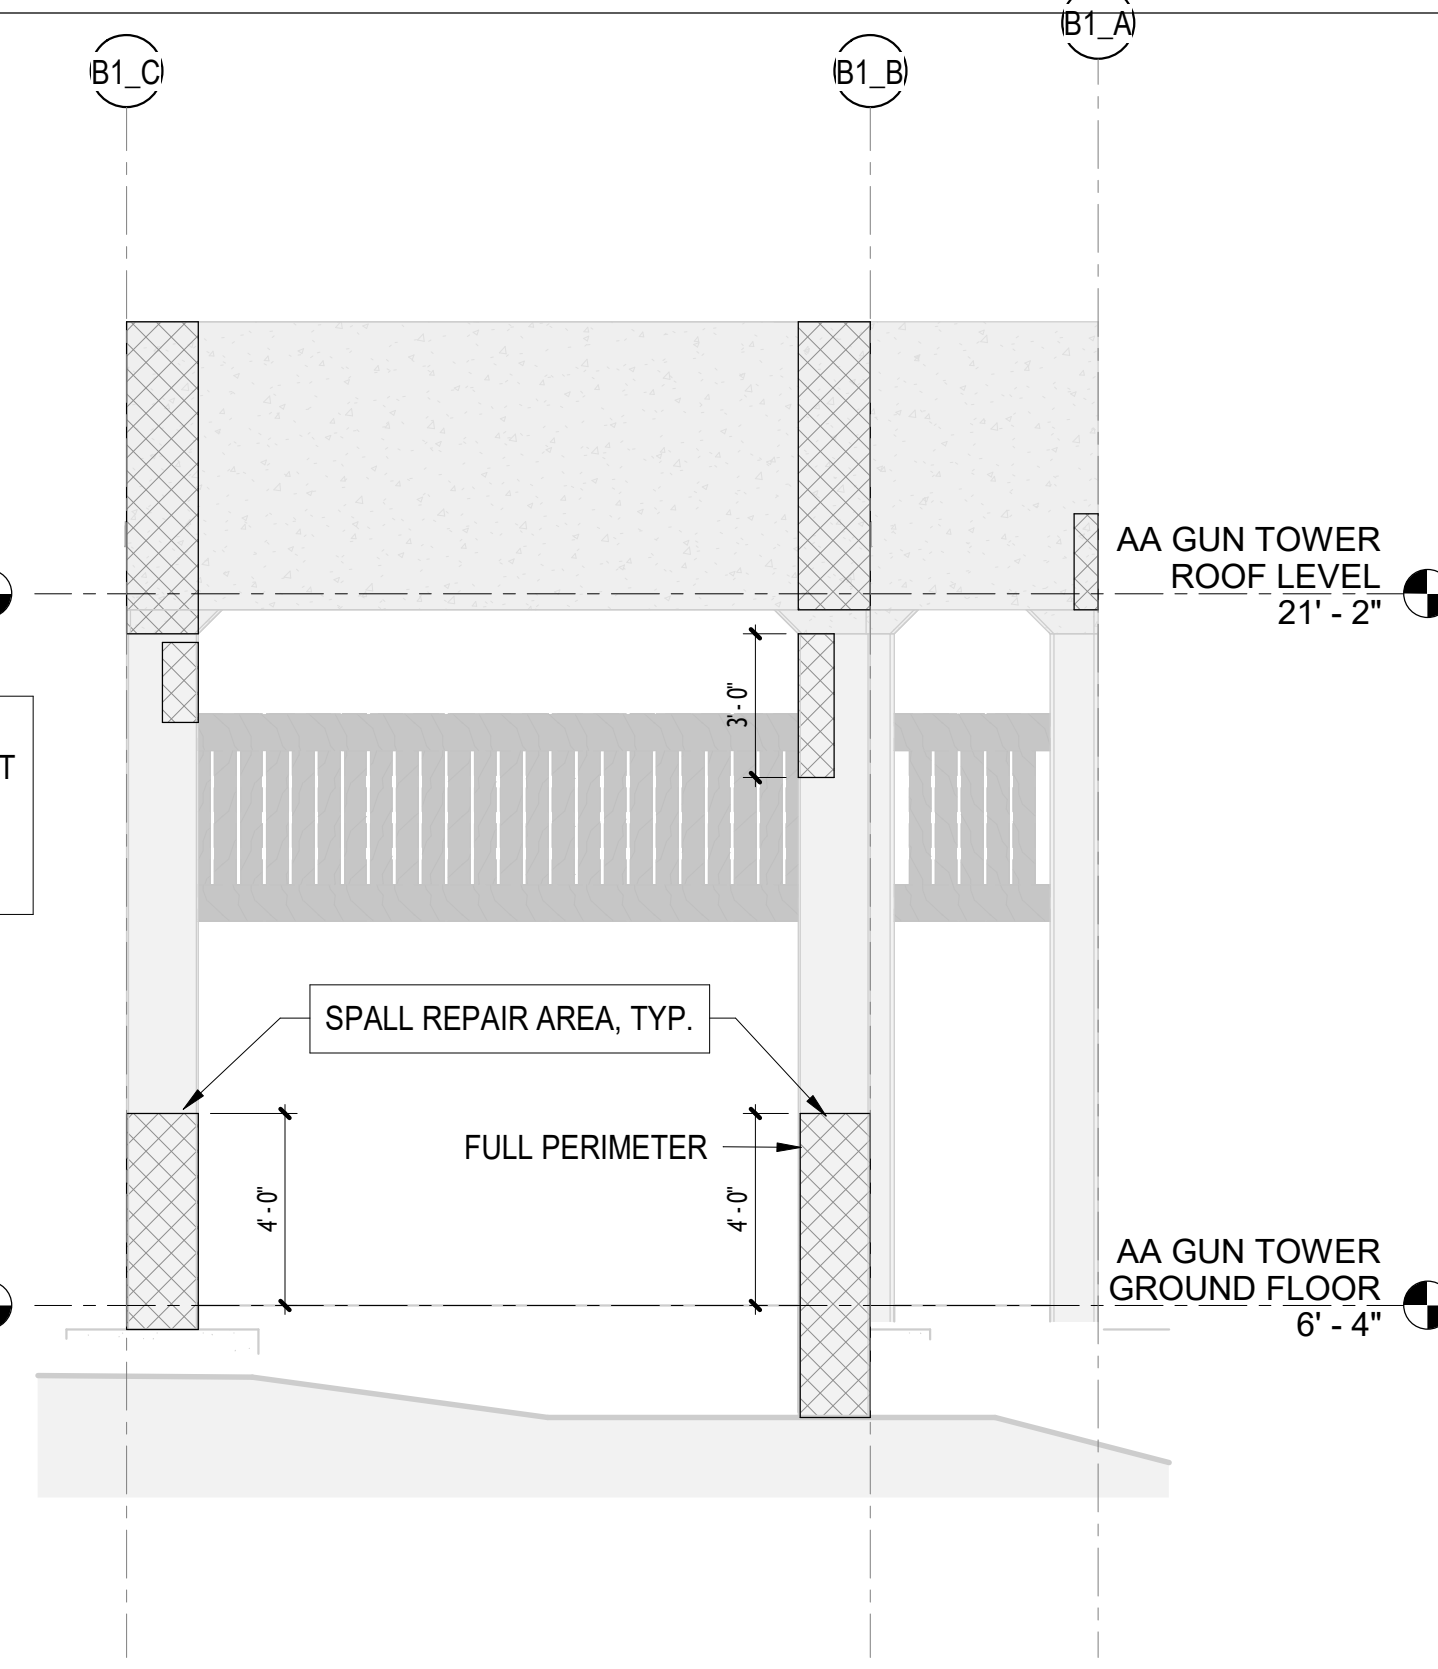 B1_C
B1_B
B1_A
AA GUN TOWER
ROOF LEVEL
21' - 2"
3' - 0"
T
SPALL REPAIR AREA, TYP.
FULL PERIMETER
4' - 0"
4' - 0"
AA GUN TOWER
GROUND FLOOR
6' - 4"